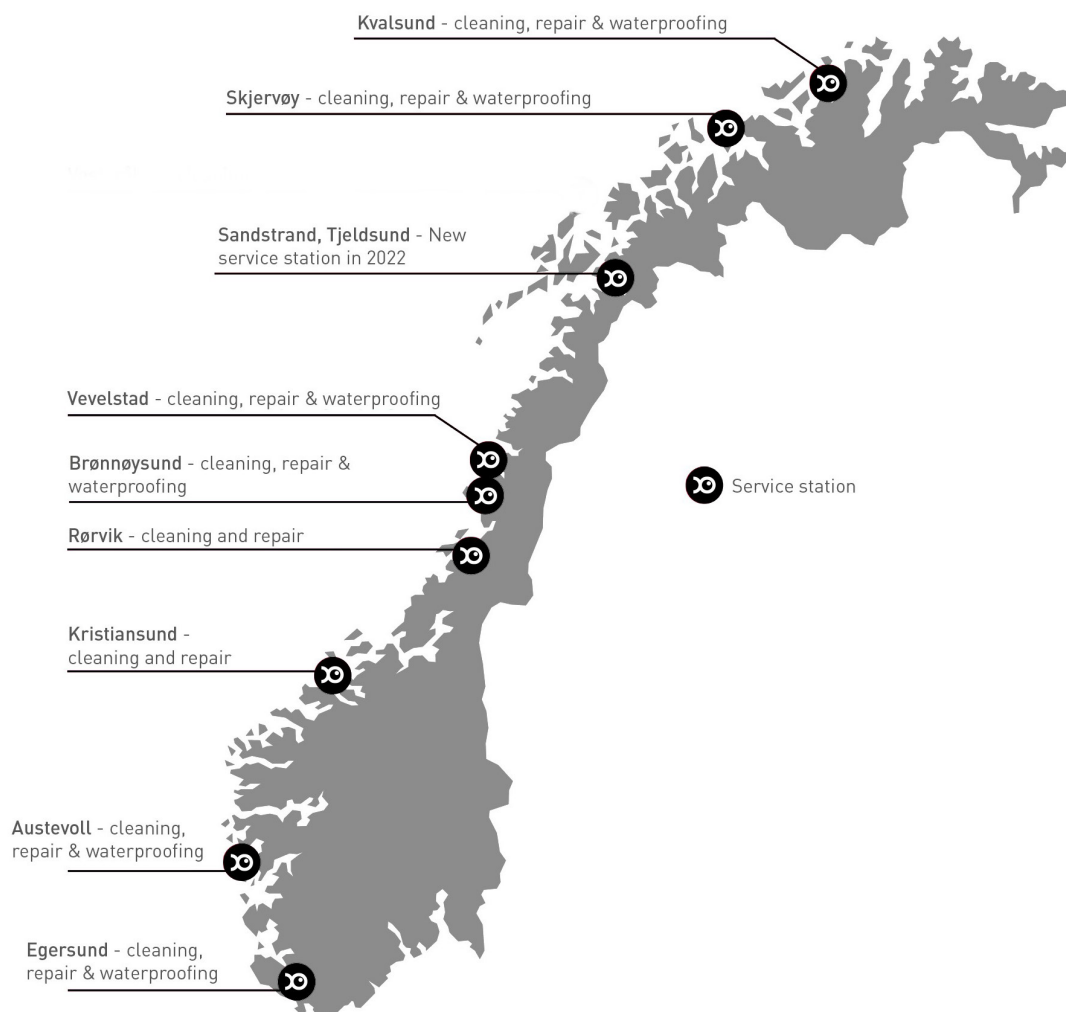 Kvalsund - cleaning, repair & waterproofing
Skjervøy - cleaning, repair & waterproofing
Sandstrand, Tjeldsund - New
service station in 2022
Vevelstad - cleaning, repair & waterproofing
Brønnøysund - cleaning, repair &
waterproofing
Service station
Rørvik - cleaning and repair
Kristiansund -
cleaning and repair
Austevoll - cleaning,
repair & waterproofing
Egersund - cleaning,
repair & waterproofing